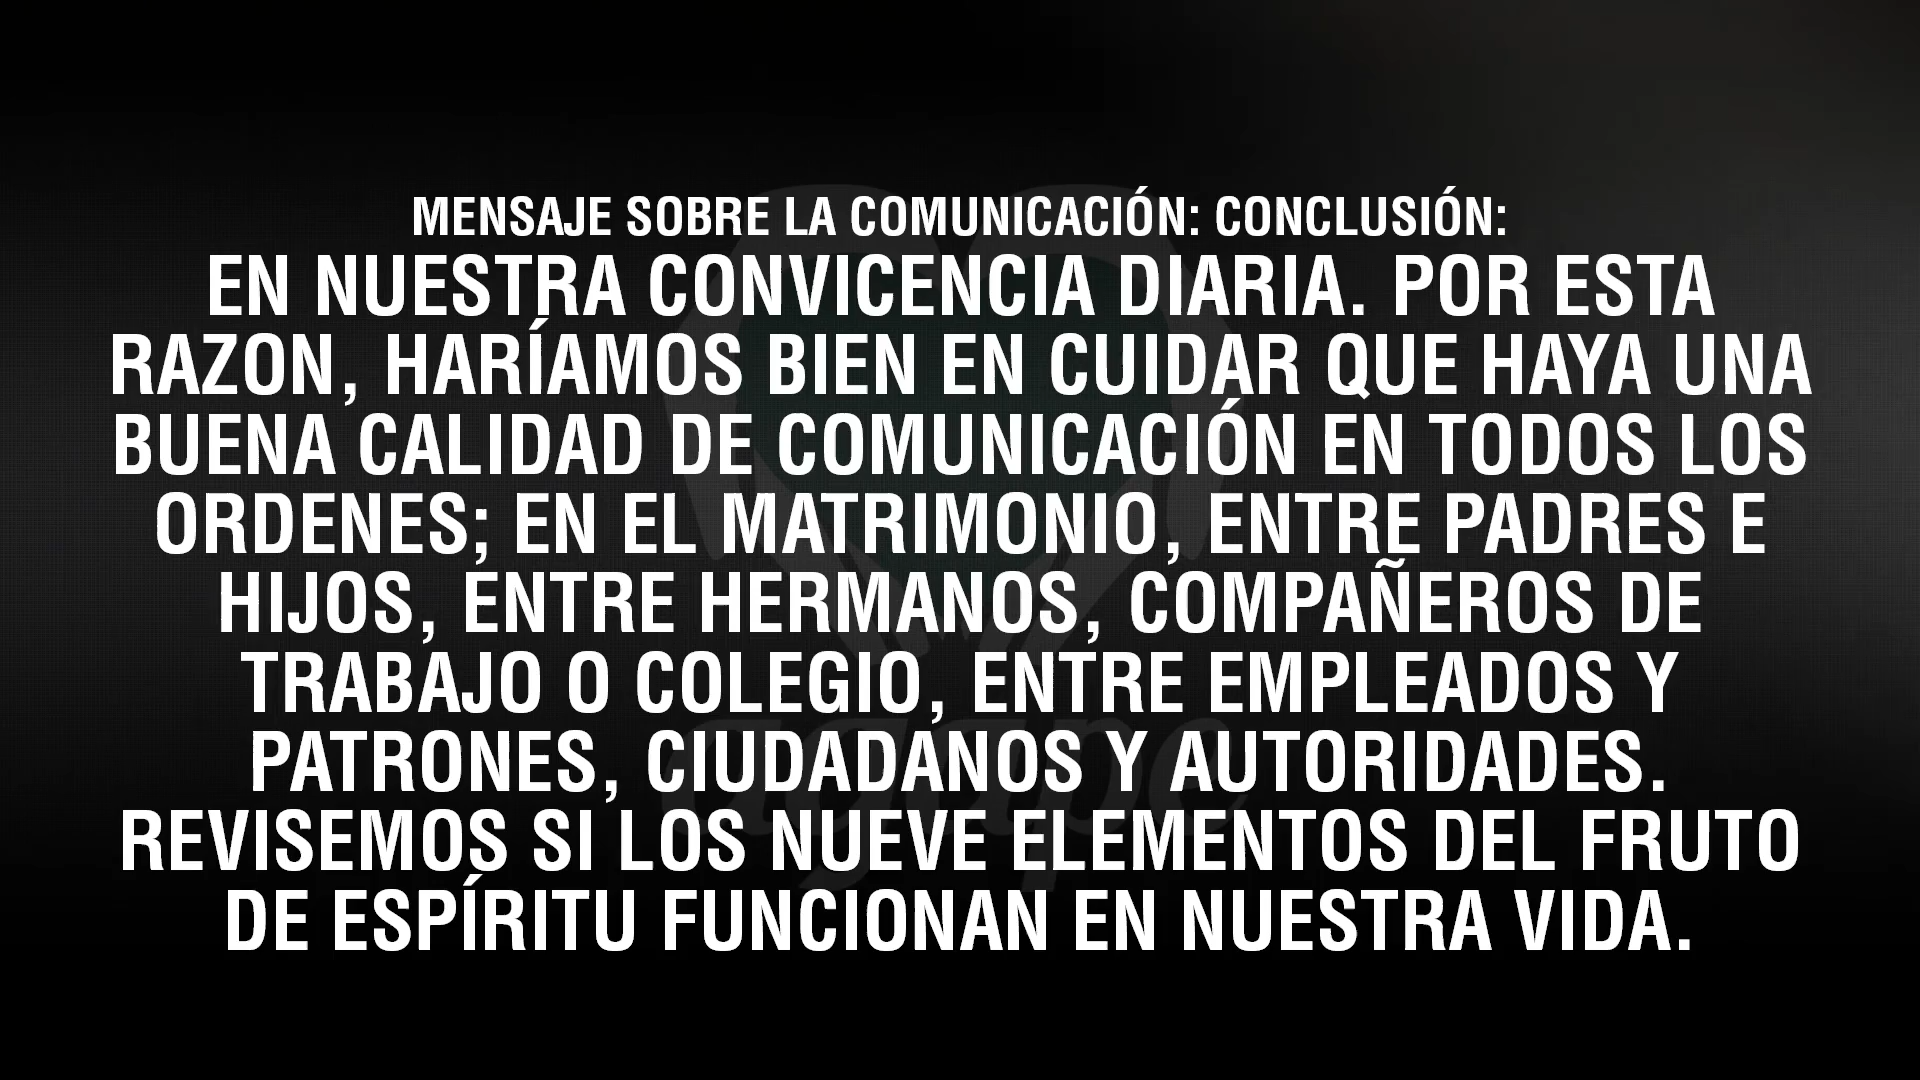 MENSAJE SOBRE LA COMUNICACIÓN: CONCLUSIÓN:
EN NUESTRA CONVICENCIA DIARIA. POR ESTA
RAZON, HARÍAMOS BIEN EN CUIDAR QUE HAYA UNA
BUENA CALIDAD DE COMUNICACIÓN EN TODOS LOS
ORDENES; EN EL MATRIMONIO, ENTRE PADRES E
HIJOS, ENTRE HERMANOS, COMPAÑEROS DE
TRABAJO O COLEGIO, ENTRE EMPLEADOS Y
PATRONES, CIUDADANOS Y AUTORIDADES.
REVISEMOS SI LOS NUEVE ELEMENTOS DEL FRUTO
DE ESPÍRITU FUNCIONAN EN NUESTRA VIDA.
agape